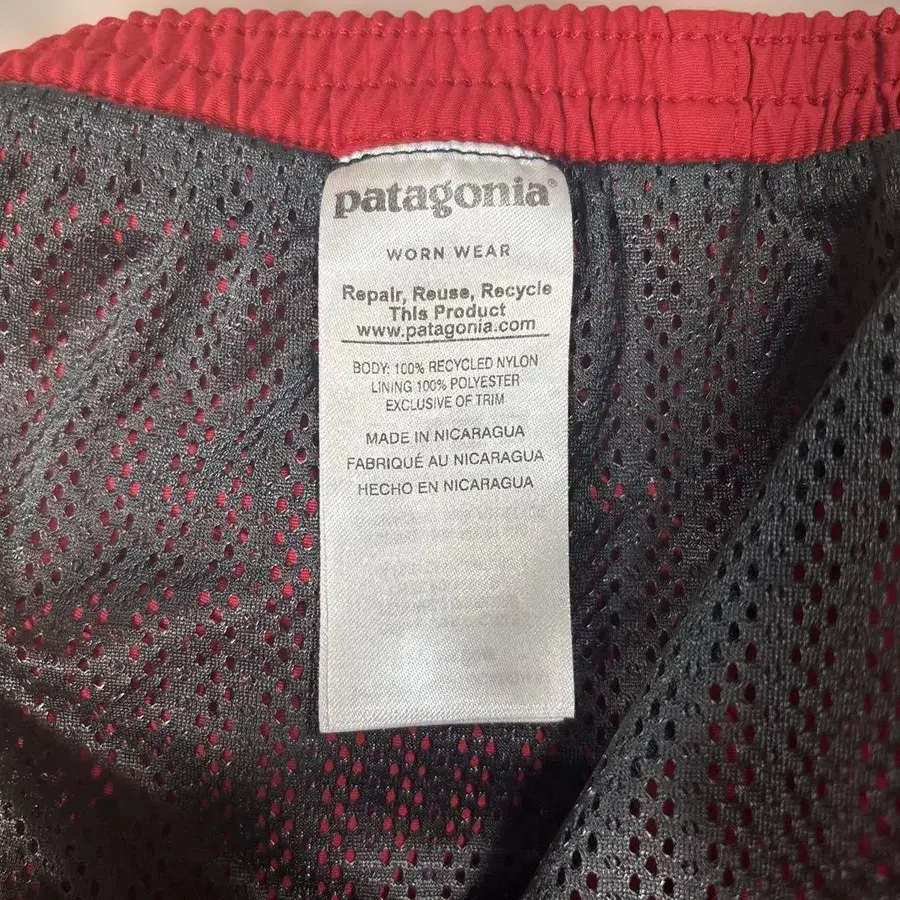 patagonia®
WORN WEAR
Repair, Reuse, Recycle
This Product
www.patagonia.com
BODY: 100% RECYCLED NYLON
LINING 100% POLYESTER
EXCLUSIVE OF TRIM
MADE IN NICARAGUA
FABRIQUÉ AU NICARAGUA
HECHO EN NICARAGUA